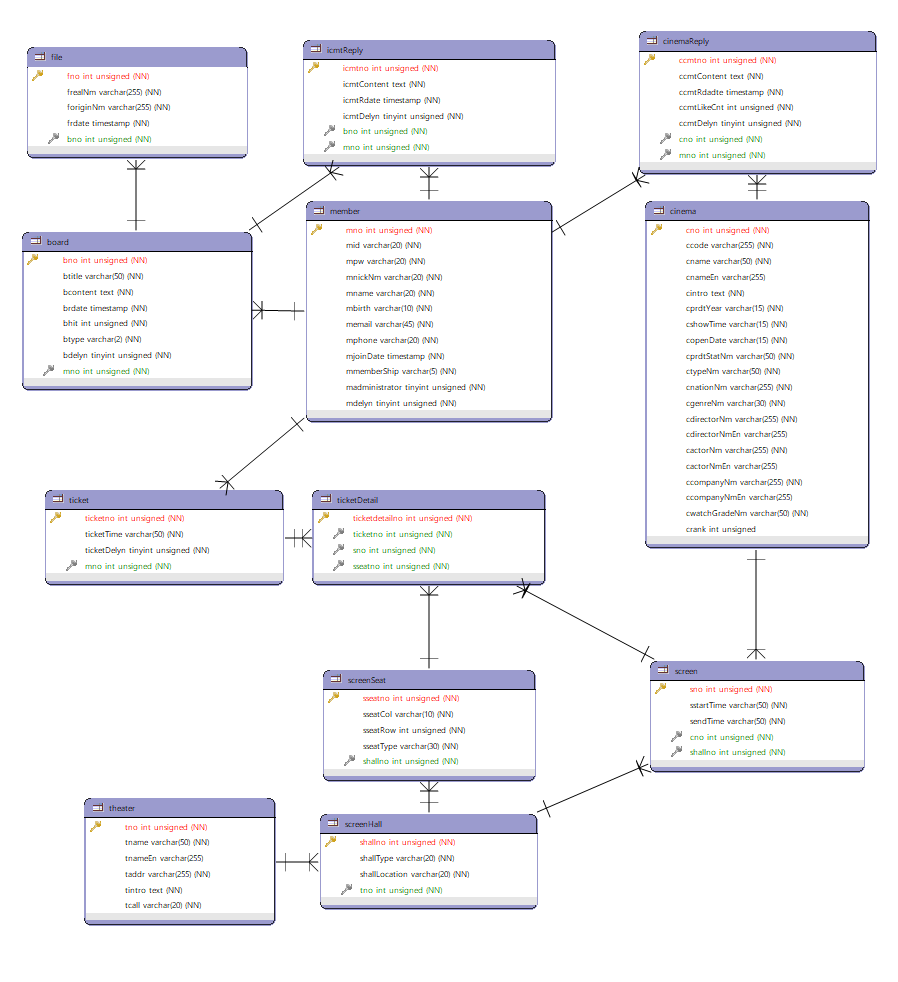 file
fno int unsigned (NN)
frealNm varchar(255) (NN)
foriginNm varchar(255) (NN)
frdate timestamp (NN)
bno int unsigned (NN)
icmtReply
icmtno int unsigned (NN)
icmtContent text (NN)
icmtRdate timestamp (NN)
icmtDelyn tinyint unsigned (NN)
bno int unsigned (NN)
mno int unsigned (NN)
cinemaReply
ccmtno int unsigned (NN)
ccmtContent text (NN)
ccmtRdadte timestamp (NN)
ccmtLikeCnt int unsigned (NN)
ccmtDelyn tinyint unsigned (NN)
cno int unsigned (NN)
mno int unsigned (NN)
board
bno int unsigned (NN)
btitle varchar(50) (NN)
bcontent text (NN)
brdate timestamp (NN)
bhit int unsigned (NN)
btype varchar(2) (NN)
bdelyn tinyint unsigned (NN)
mno int unsigned (NN)
member
mno int unsigned (NN)
mid varchar(20) (NN)
mpw varchar(20) (NN)
mnickNm varchar(20) (NN)
mname varchar(20) (NN)
mbirth varchar(10) (NN)
memail varchar(45) (NN)
mphone varchar(20) (NN)
mjoinDate timestamp (NN)
mmemberShip varchar(5) (NN)
madministrator tinyint unsigned (NN)
mdelyn tinyint unsigned (NN)
cinema
cno int unsigned (NN)
ccode varchar(255) (NN)
cname varchar(50) (NN)
cnameEn varchar(255)
cintro text (NN)
cprdtYear varchar(15) (NN)
cshowTime varchar(15) (NN)
copenDate varchar(15) (NN)
cprdtStatNm varchar(50) (NN)
ctypeNm varchar(50) (NN)
cnationNm varchar(255) (NN)
cgenreNm varchar(30) (NN)
cdirectorNm varchar(255) (NN)
cdirectorNmEn varchar(255)
cactorNm varchar(255) (NN)
cactorNmEn varchar(255)
ccompanyNm varchar(255) (NN)
ccompanyNmEn varchar(255)
cwatchGradeNm varchar(50) (NN)
crank int unsigned
ticket
ticketno int unsigned (NN)
ticketTime varchar(50) (NN)
ticketDelyn tinyint unsigned (NN)
mno int unsigned (NN)
ticketDetail
ticketdetailno int unsigned (NN)
ticketno int unsigned (NN)
sno int unsigned (NN)
sseatno int unsigned (NN)
screenSeat
sseatno int unsigned (NN)
sseatCol varchar(10) (NN)
sseatRow int unsigned (NN)
sseatType varchar(30) (NN)
shallno int unsigned (NN)
screen
sno int unsigned (NN)
sstartTime varchar(50) (NN)
sendTime varchar(50) (NN)
cno int unsigned (NN)
shallno int unsigned (NN)
theater
tno int unsigned (NN)
tname varchar(50) (NN)
tnameEn varchar(255)
taddr varchar(255) (NN)
tintro text (NN)
tcall varchar(20) (NN)
screenHall
shallno int unsigned (NN)
shallType varchar(20) (NN)
shallLocation varchar(20) (NN)
tno int unsigned (NN)